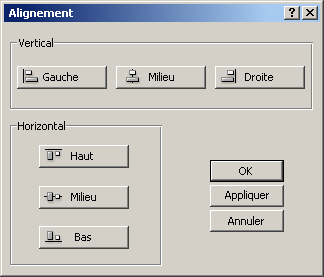 Alignement
Vertical
Gauche
Milieu
Droite
Horizontal
Haut
Milieu
Bas
OK
Appliquer
Annuler